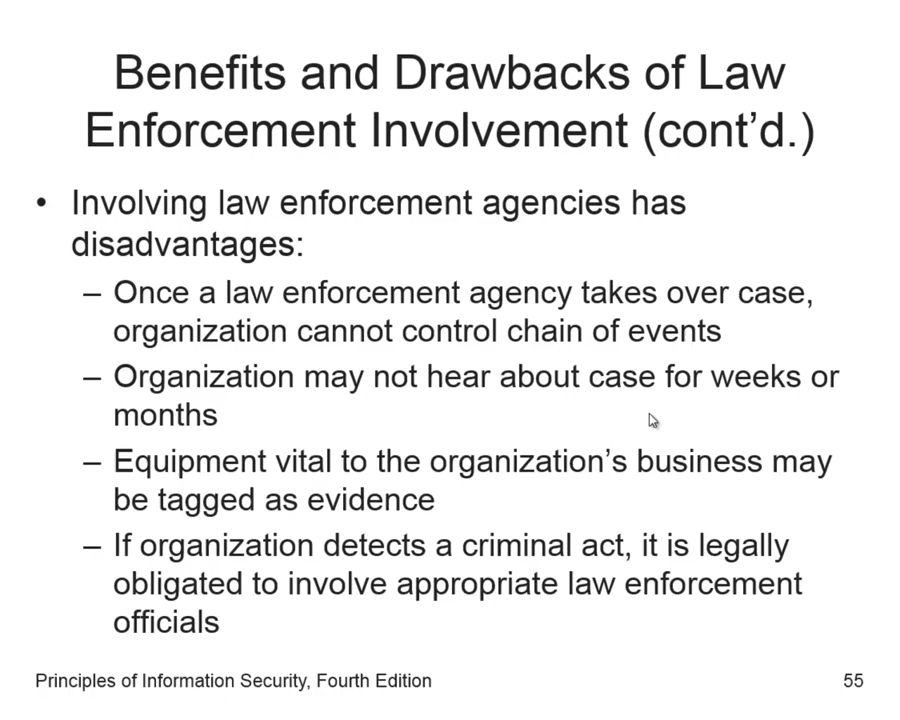 Benefits and Drawbacks of Law
Enforcement Involvement (cont’d.)
• Involving law enforcement agencies has
disadvantages:
– Once a law enforcement agency takes over case,
organization cannot control chain of events
– Organization may not hear about case for weeks or
months
– Equipment vital to the organization’s business may
be tagged as evidence
– If organization detects a criminal act, it is legally
obligated to involve appropriate law enforcement
officials
Principles of Information Security, Fourth Edition
55